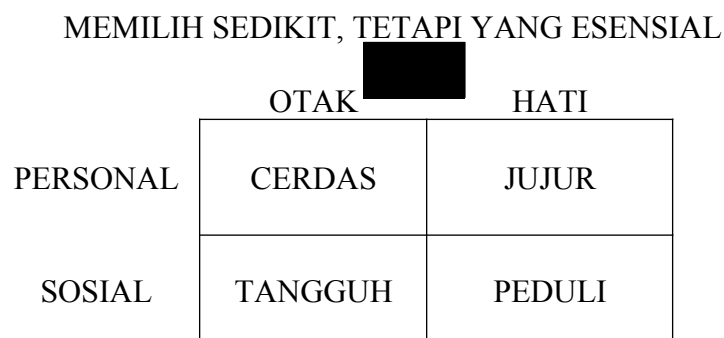 MEMILIH SEDIKIT, TETAPI YANG ESENSIAL
OTAK HATI
PERSONAL CERDAS JUJUR
SOSIAL TANGGUH PEDULI